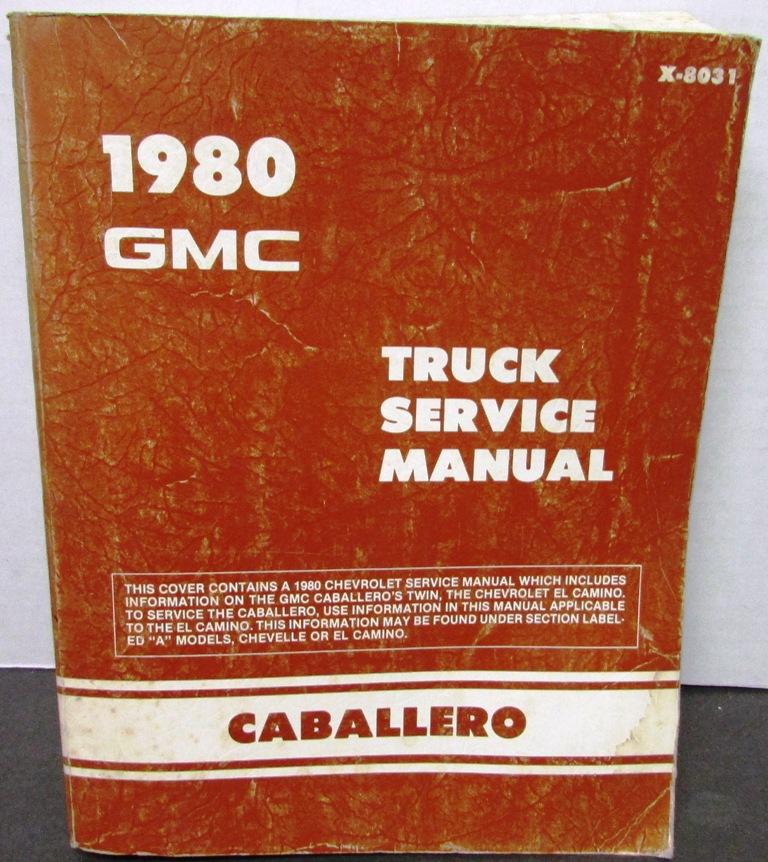 X-8031
1980
GMC
TRUCK
SERVICE
MANUAL
THIS COVER CONTAINS A 1980 CHEVROLET SERVICE MANUAL WHICH INCLUDES
INFORMATION ON THE GMC CABALLERO'S TWIN, THE CHEVROLET EL CAMINO.
TO SERVICE THE CABALLERO, USE INFORMATION IN THIS MANUAL APPLICABLE
TO THE EL CAMINO. THIS INFORMATION MAY BE FOUND UNDER SECTION LABEL-
ED "A" MODELS, CHEVELLE OR EL CAMINO.
CABALLERO